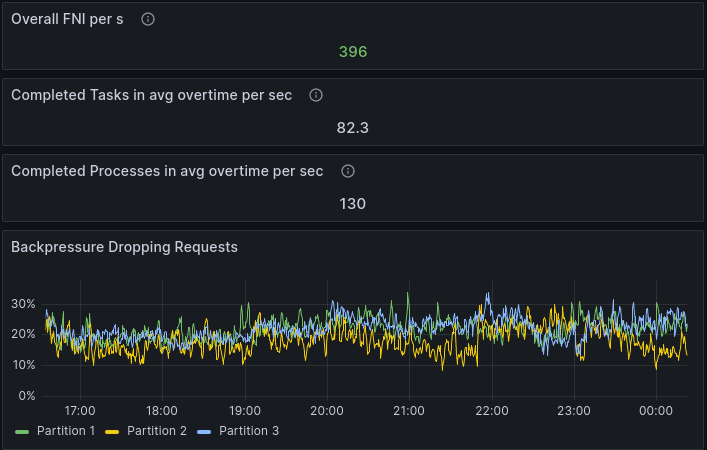 Overall FNI per s
396
Completed Tasks in avg overtime per sec
82.3
Completed Processes in avg overtime per sec
130
Backpressure Dropping Requests
30%
20%
10%
0%
17:00 18:00 19:00 20:00 21:00 22:00 23:00 00:00
Partition 1 Partition 2 Partition 3